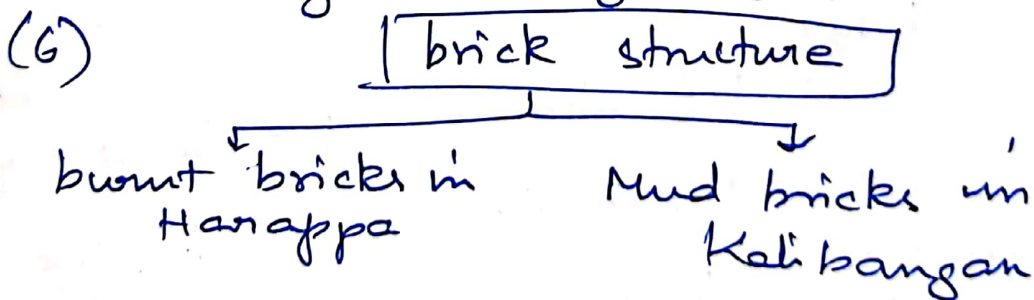 (6) brick structure
burnt bricks in Mud bricks in
Harappa Kalibangan